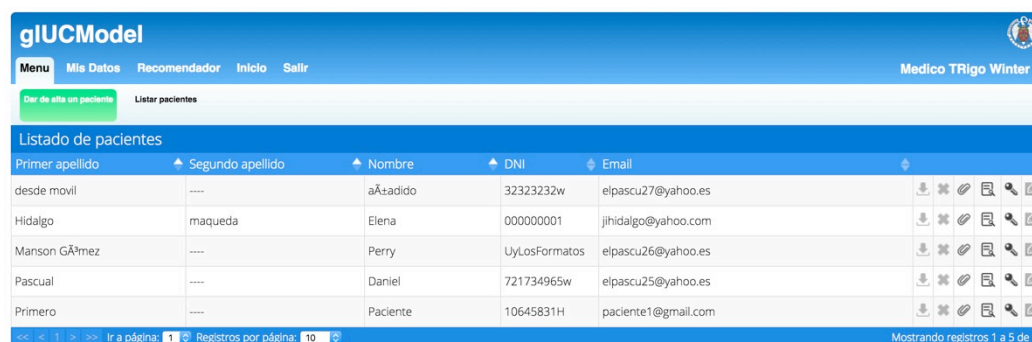 glUCModel
Menu Mis Datos Recomendador Inicio Salir Medico TRigo Winter
Dar de alta un paciente Listar pacientes
Listado de pacientes
Primer apellido Segundo apellido Nombre DNI Email
desde movil ---- aÃ±adido 32323232w elpascu27@yahoo.es
Hidalgo maqueda Elena 000000001 jihidalgo@yahoo.com
Manson GÃ³mez ---- Perry UyLosFormatos elpascu26@yahoo.es
Pascual ---- Daniel 721734965w elpascu25@yahoo.es
Primero ---- Paciente 10645831H paciente1@gmail.com
<< < 1 > >> Ir a página: 1 Registros por página: 10 Mostrando registros 1 a 5 de